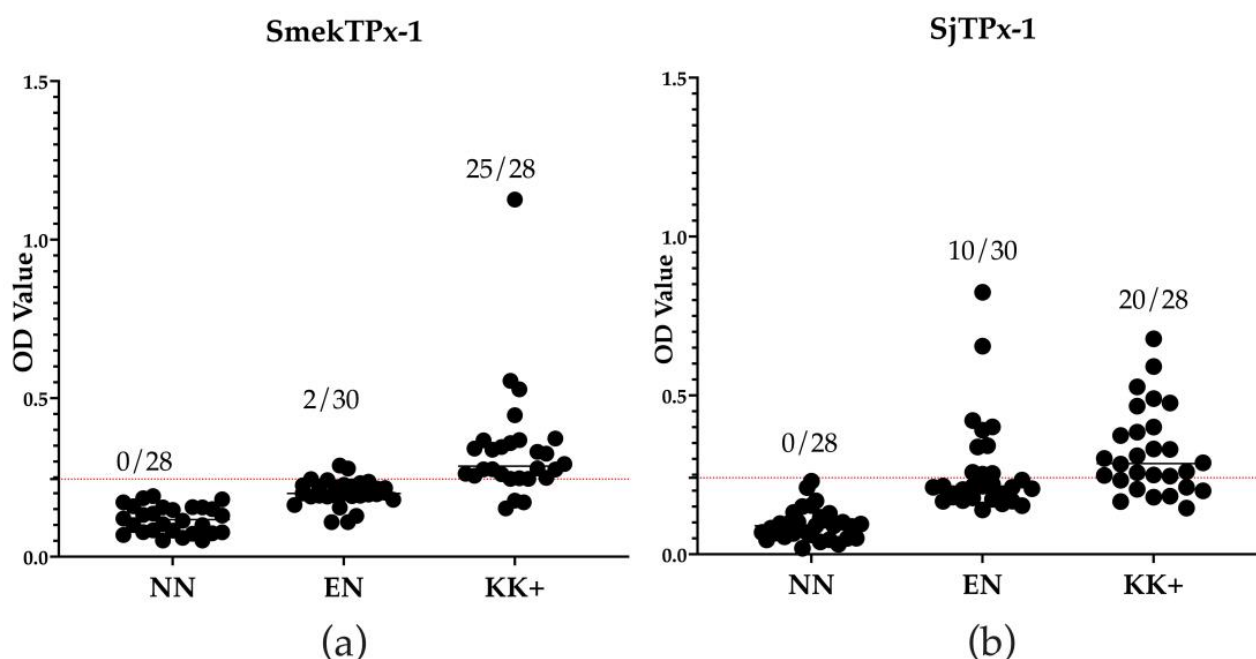 SmekTPx-1
OD Value
1.5
1.0
0.5
0.0
0/28
2/30
25/28
NN
EN
KK+
(a)
SjTPx-1
OD Value
1.5
1.0
0.5
0.0
0/28
10/30
20/28
NN
EN
KK+
(b)